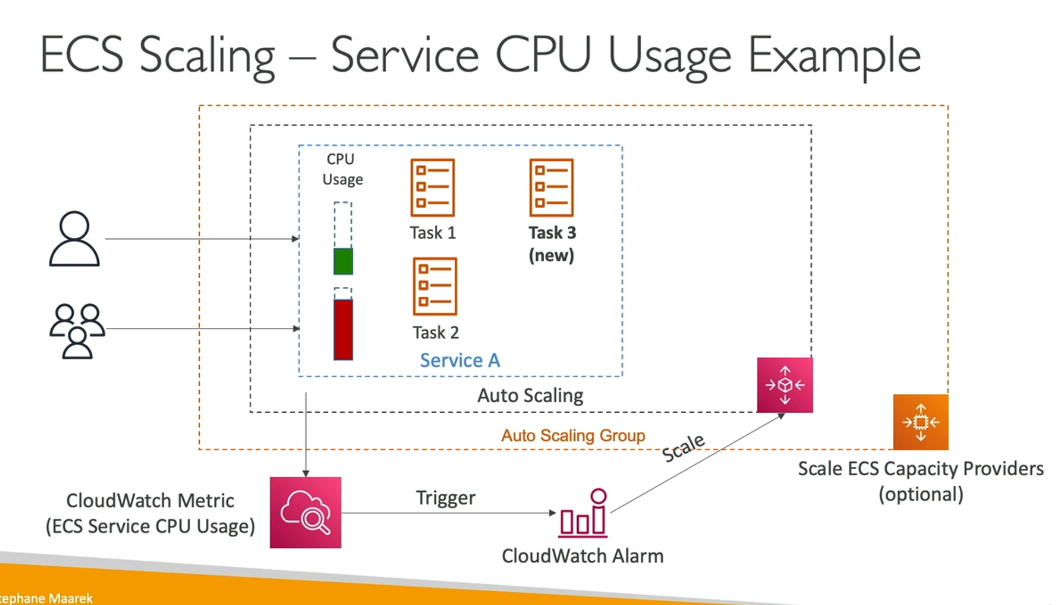 ECS Scaling – Service CPU Usage Example
CPU
Usage
Task 1
Task 3
(new)
Task 2
Service A
Auto Scaling
Auto Scaling Group
Scale
Scale ECS Capacity Providers
(optional)
CloudWatch Metric
(ECS Service CPU Usage)
Trigger
CloudWatch Alarm
tephane Maarek